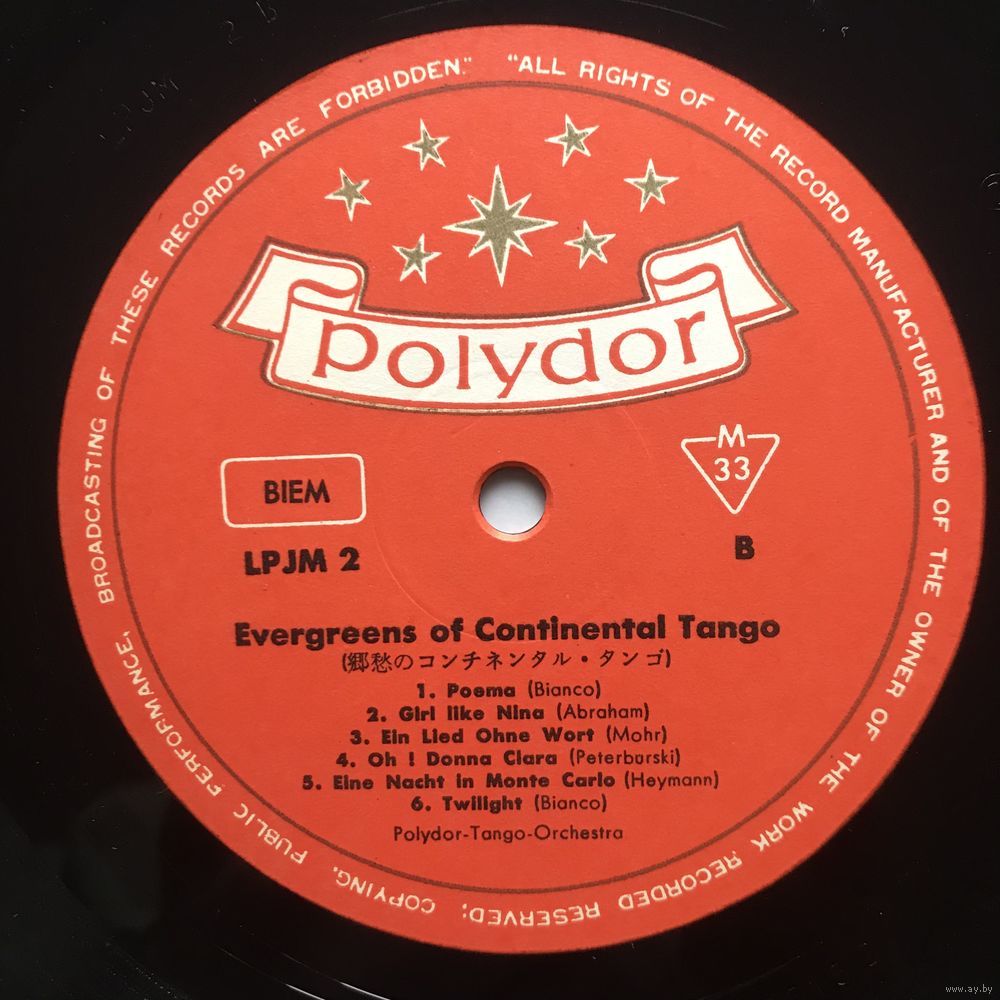 "ALL RIGHTS OF THE RECORD MANUFACTURER AND OF THE OWNER OF THE WORK RECORDED RESERVED; COPYING, PUBLIC PERFORMANCE, BROADCASTING OF THESE RECORDS ARE FORBIDDEN."
polydor
BIEM
M
33
LPJM 2
B
Evergreens of Continental Tango
(郷愁のコンチネンタル・タンゴ)
1. Poema (Bianco)
2. Girl like Nina (Abraham)
3. Ein Lied Ohne Wort (Mohr)
4. Oh ! Donna Clara (Peterburski)
5. Eine Nacht in Monte Carlo (Heymann)
6. Twilight (Bianco)
Polydor-Tango-Orchestra
www.ay.by